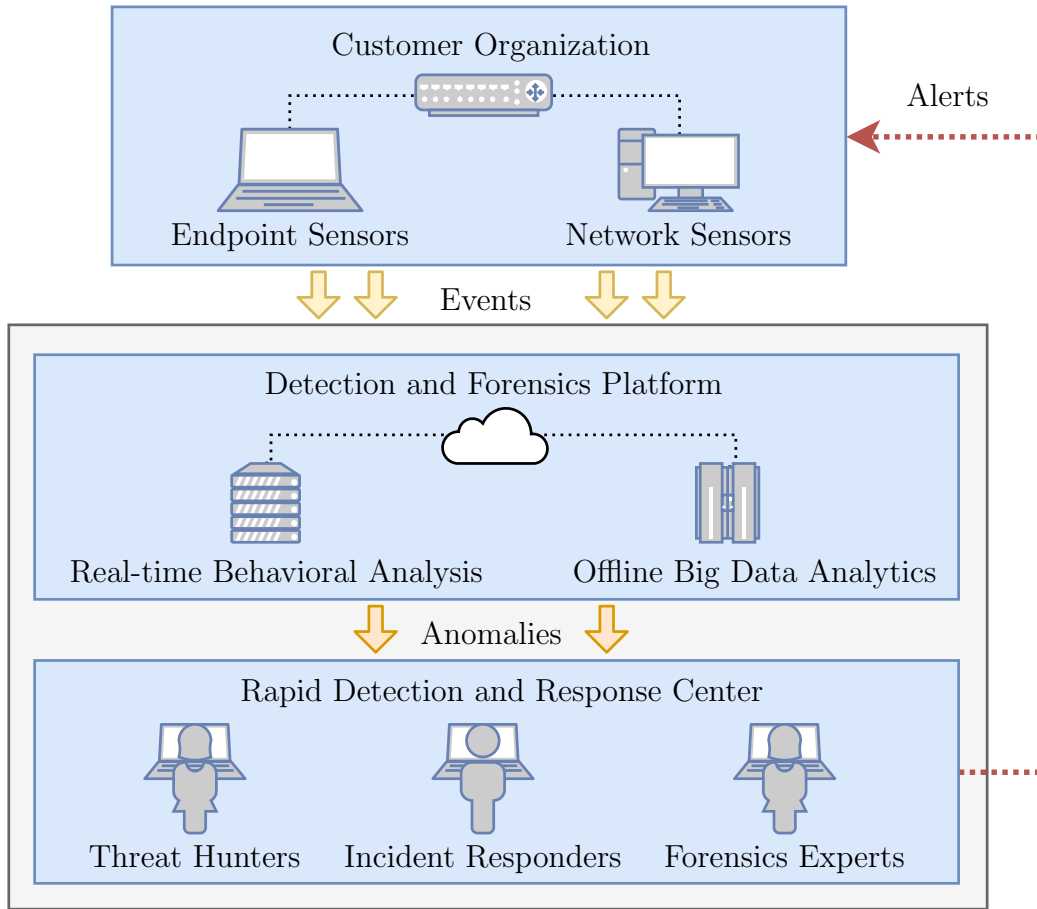 Customer Organization
Alerts
Endpoint Sensors
Network Sensors
Events
Detection and Forensics Platform
Real-time Behavioral Analysis
Offline Big Data Analytics
Anomalies
Rapid Detection and Response Center
Threat Hunters
Incident Responders
Forensics Experts